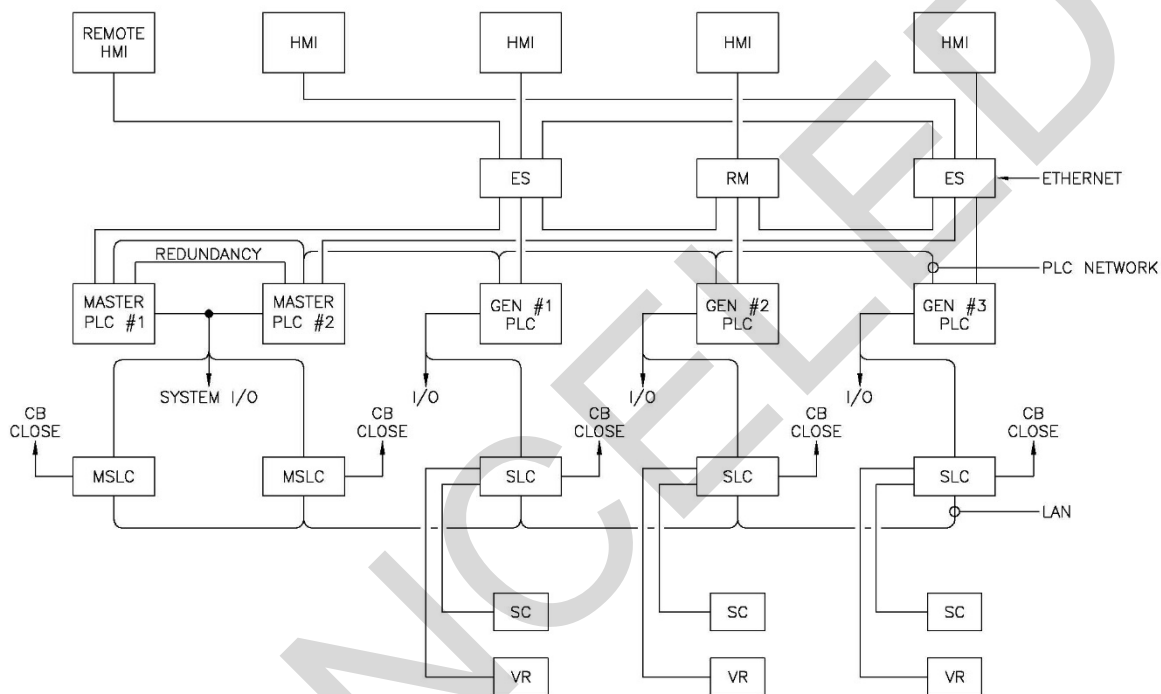 REMOTE
HMI
HMI
HMI
HMI
HMI
ES
RM
ES
ETHERNET
REDUNDANCY
PLC NETWORK
MASTER
PLC #1
MASTER
PLC #2
GEN #1
PLC
GEN #2
PLC
GEN #3
PLC
SYSTEM I/O
I/O
I/O
I/O
CB
CLOSE
CB
CLOSE
CB
CLOSE
CB
CLOSE
CB
CLOSE
MSLC
MSLC
SLC
SLC
SLC
LAN
SC
SC
SC
VR
VR
VR
NCELED